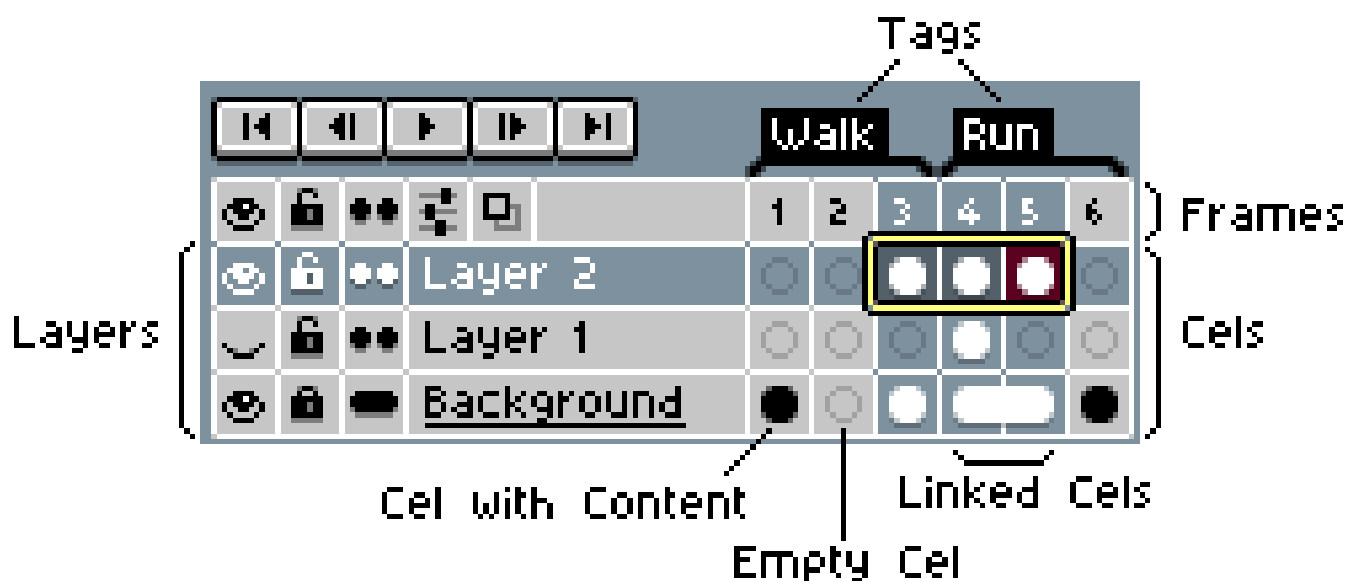 Tags
Walk Run
1 2 3 4 5 6
Frames
Layer 2
Layers
Layer 1
Cels
Background
Cel with Content
Linked Cels
Empty Cel